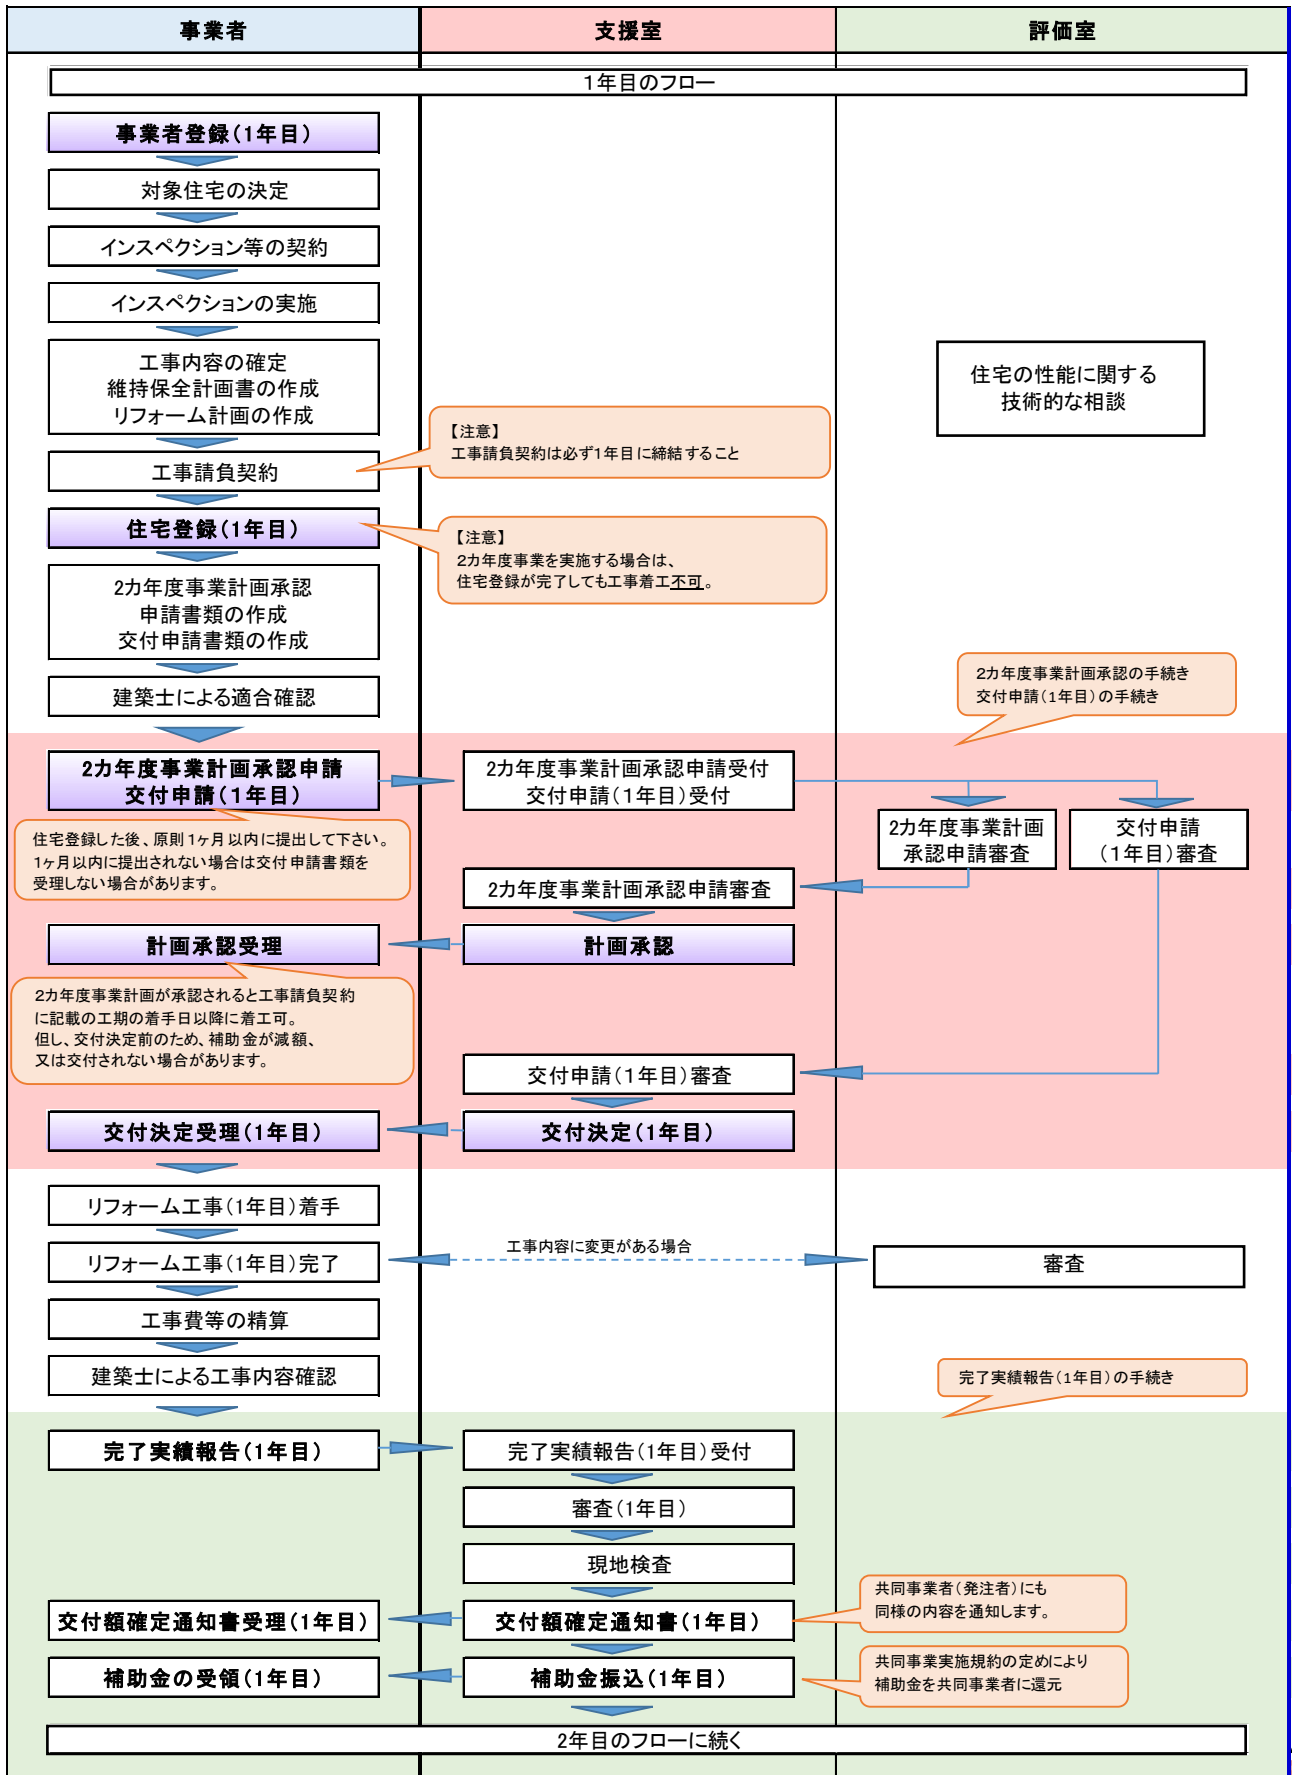 事業者
支援室
評価室
1年目のフロー
事業者登録（1年目）
対象住宅の決定
インスペクション等の契約
インスペクションの実施
工事内容の確定
維持保全計画書の作成
リフォーム計画の作成
住宅の性能に関する
技術的な相談
【注意】
工事請負契約は必ず1年目に締結すること
工事請負契約
住宅登録（1年目）
【注意】
2カ年度事業を実施する場合は、
住宅登録が完了しても工事着工不可。
2カ年度事業計画承認
申請書類の作成
交付申請書類の作成
建築士による適合確認
2カ年度事業計画承認の手続き
交付申請（1年目）の手続き
2カ年度事業計画承認申請
交付申請（1年目）
2カ年度事業計画承認申請受付
交付申請（1年目）受付
2カ年度事業計画
承認申請審査
交付申請
（1年目）審査
住宅登録した後、原則1ヶ月以内に提出して下さい。
1ヶ月以内に提出されない場合は交付申請書類を
受理しない場合があります。
2カ年度事業計画承認申請審査
計画承認受理
計画承認
2カ年度事業計画が承認されると工事請負契約
に記載の工期の着手日以降に着工可。
但し、交付決定前のため、補助金が減額、
又は交付されない場合があります。
交付申請（1年目）審査
交付決定受理（1年目）
交付決定（1年目）
リフォーム工事（1年目）着手
リフォーム工事（1年目）完了
工事内容に変更がある場合
審査
工事費等の精算
建築士による工事内容確認
完了実績報告（1年目）の手続き
完了実績報告（1年目）
完了実績報告（1年目）受付
審査（1年目）
現地検査
交付額確定通知書受理（1年目）
交付額確定通知書（1年目）
共同事業者（発注者）にも
同様の内容を通知します。
補助金の受領（1年目）
補助金振込（1年目）
共同事業実施規約の定めにより
補助金を共同事業者に還元
2年目のフローに続く